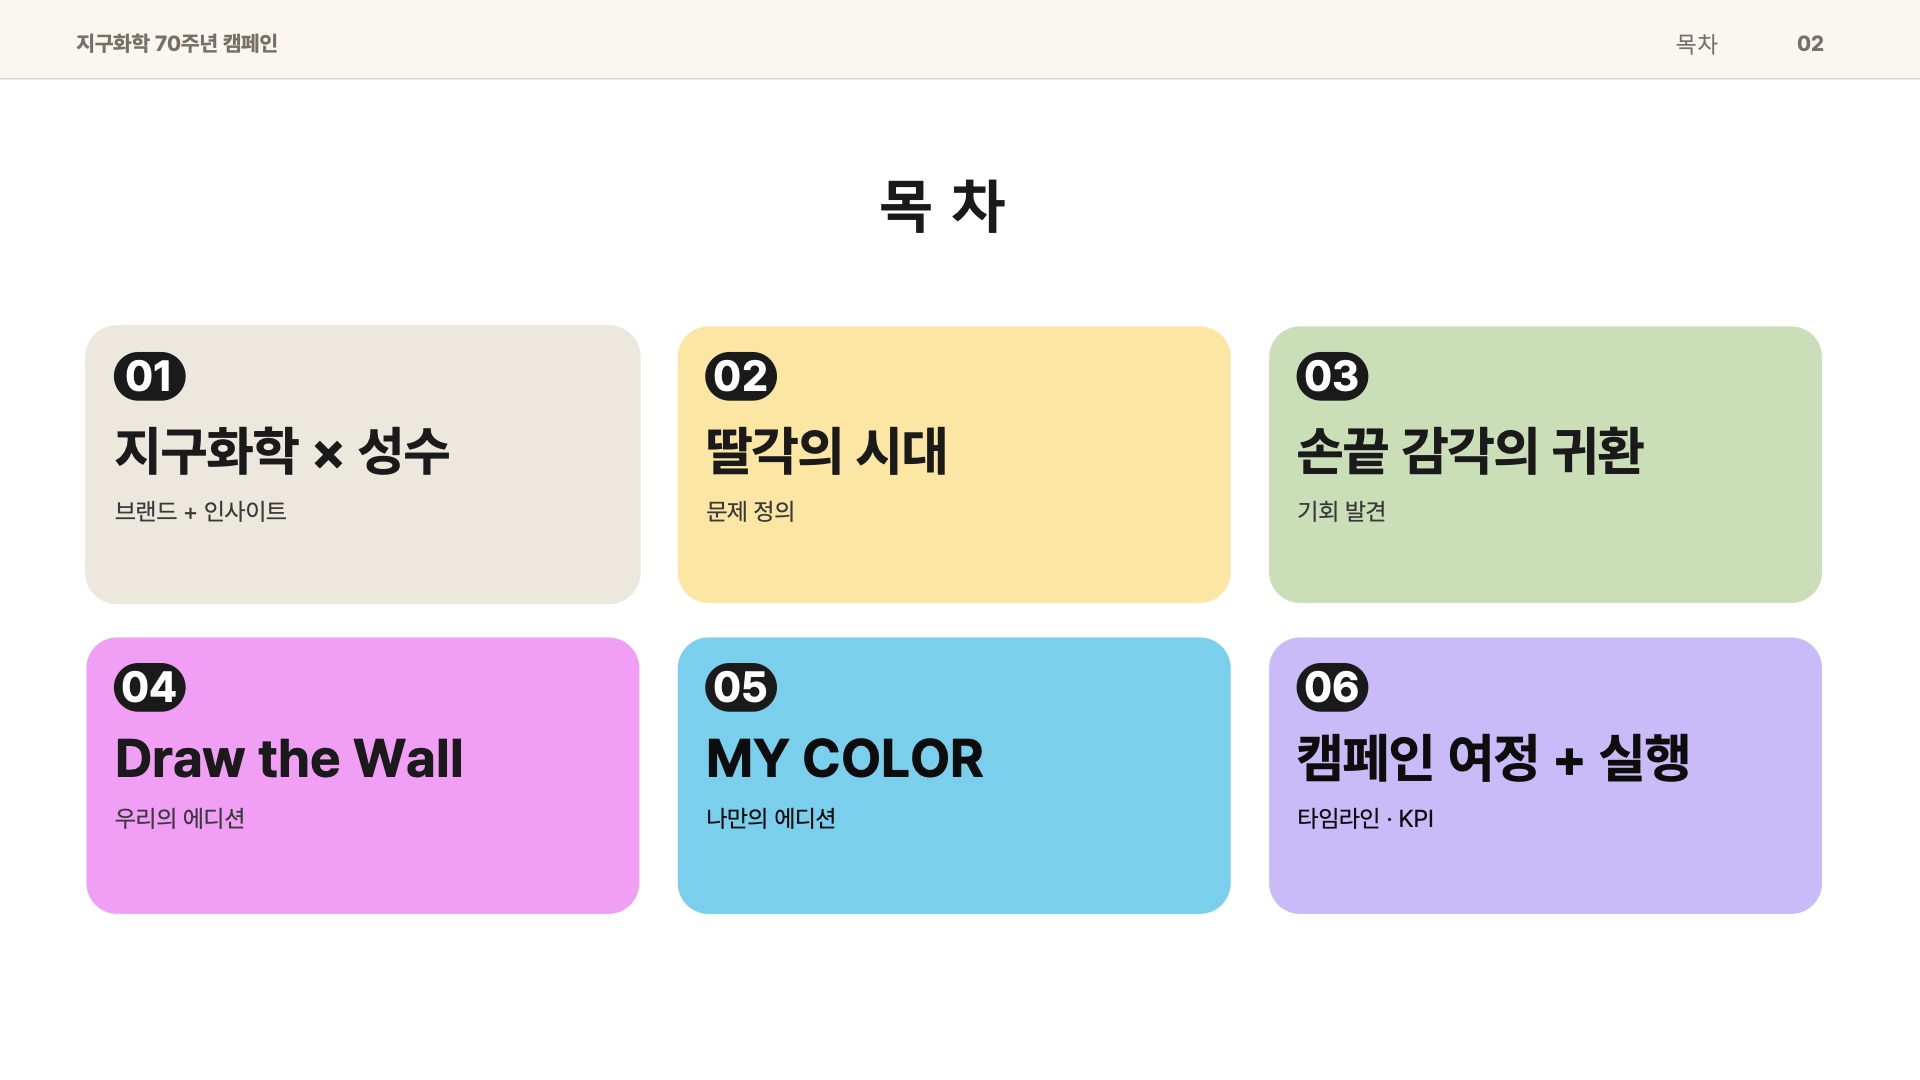 지구화학 70주년 캠페인
목차
02
목 차
01
지구화학 × 성수
브랜드 + 인사이트
02
딸각의 시대
문제 정의
03
손끝 감각의 귀환
기회 발견
04
Draw the Wall
우리의 에디션
05
MY COLOR
나만의 에디션
06
캠페인 여정 + 실행
타임라인 · KPI